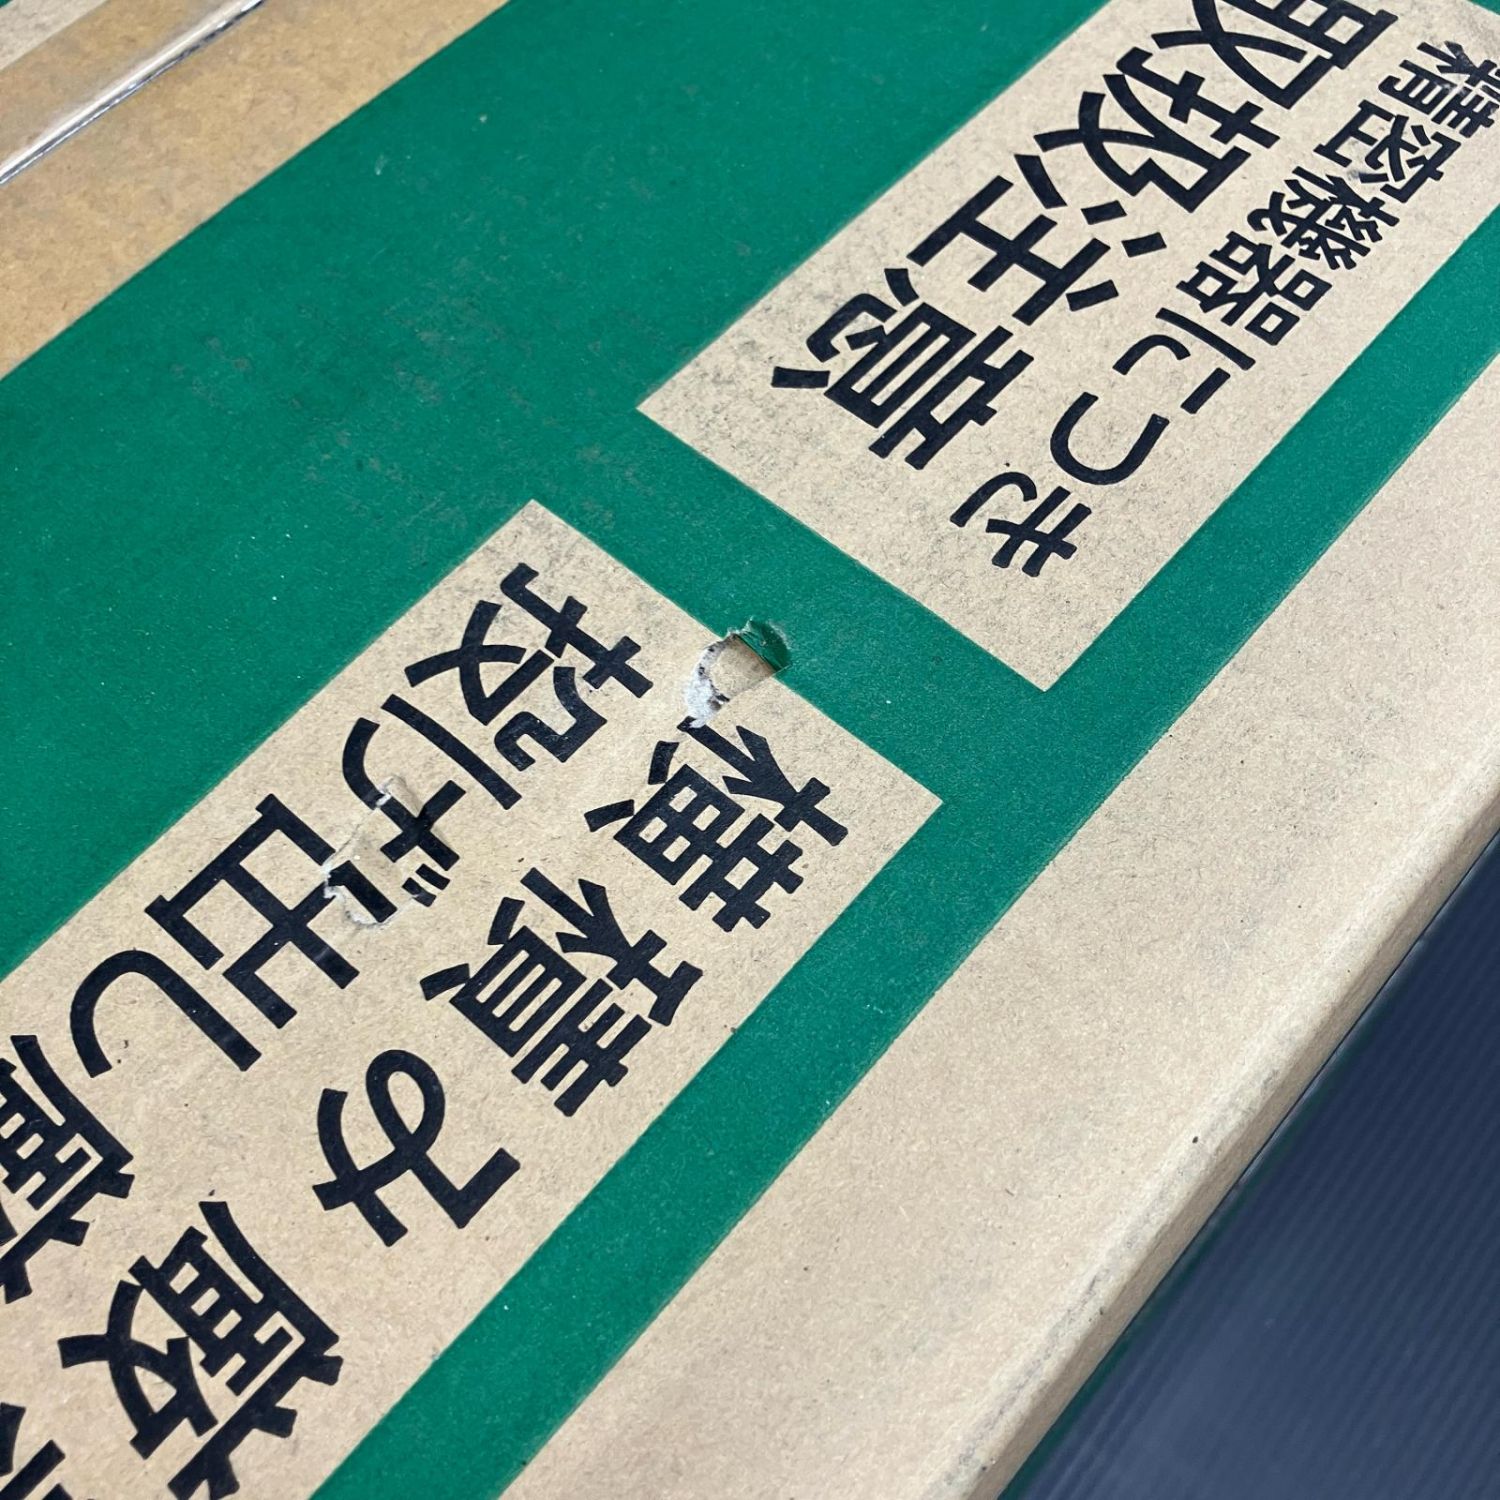 精密機器につき
取扱注意
横積み厳
投げ出し厳